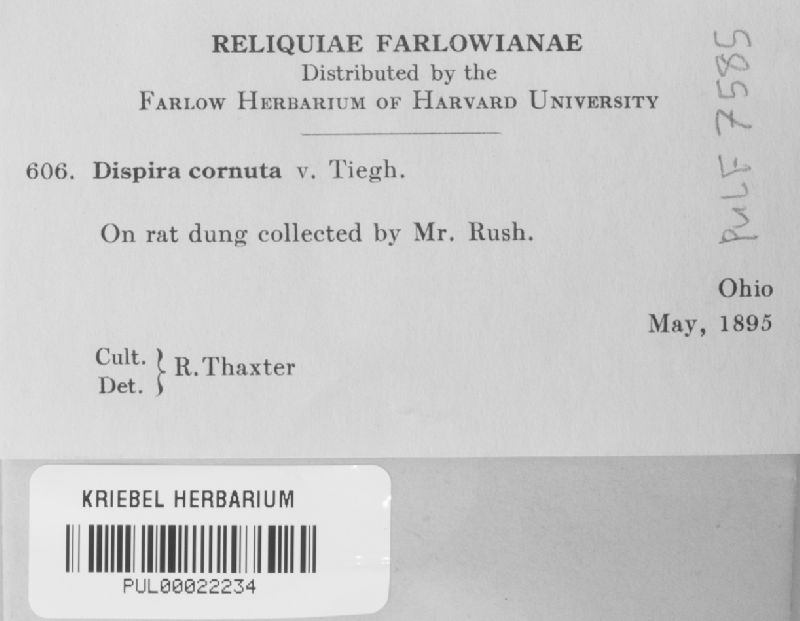 RELIQUIAE FARLOWIANAE
Distributed by the
FARLOW HERBARIUM OF HARVARD UNIVERSITY
606. Dispira cornuta v. Tiegh.
On rat dung collected by Mr. Rush.
Ohio
May, 1895
Cult.
Det. } R. Thaxter
PULF 7585
KRIEBEL HERBARIUM
PUL00022234